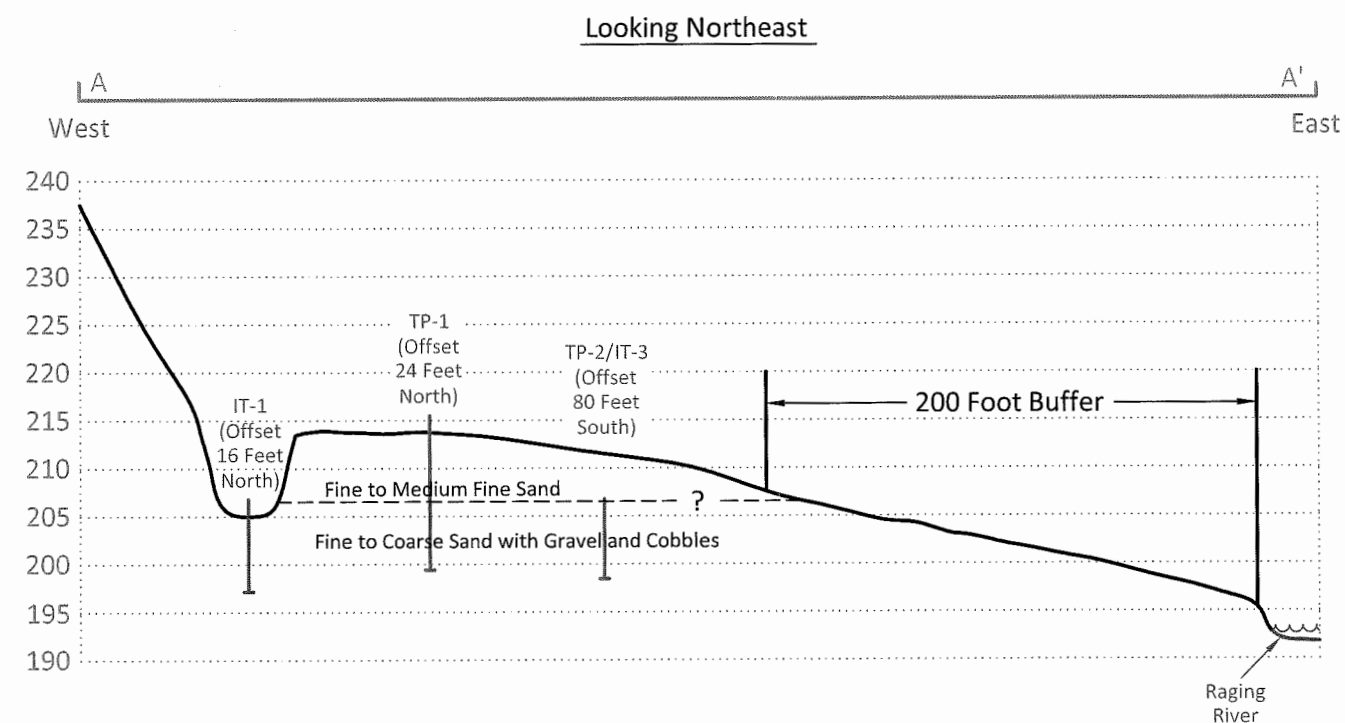 Looking Northeast
A
A'
West
East
240
235
230
225
220
215
210
205
200
195
190
IT-1
(Offset
16 Feet
North)
TP-1
(Offset
24 Feet
North)
TP-2/IT-3
(Offset
80 Feet
South)
200 Foot Buffer
Fine to Medium Fine Sand
?
Fine to Coarse Sand with Gravel and Cobbles
Raging
River